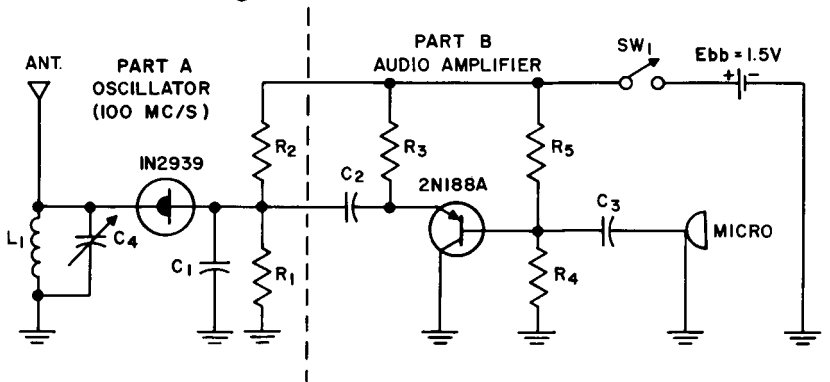 ANT.
PART A
OSCILLATOR
(100 MC/S)
PART B
AUDIO AMPLIFIER
SW1
Ebb = 1.5V
+ -
1N2939
R2
R3
R5
C2
2N188A
C3
MICRO
L1
C4
C1
R1
R4